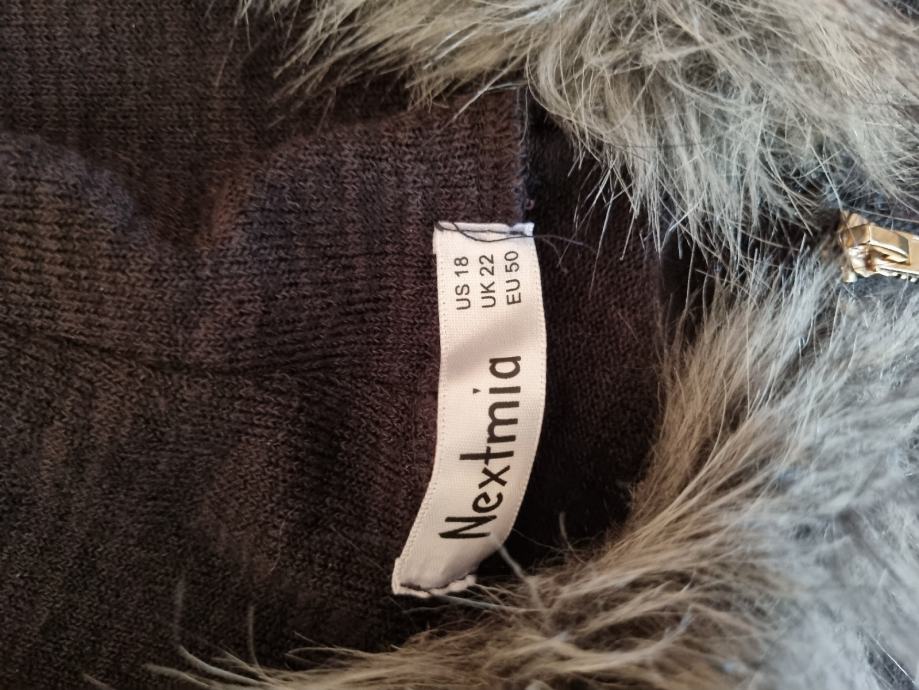 Nextmia
US 18
UK 22
EU 50